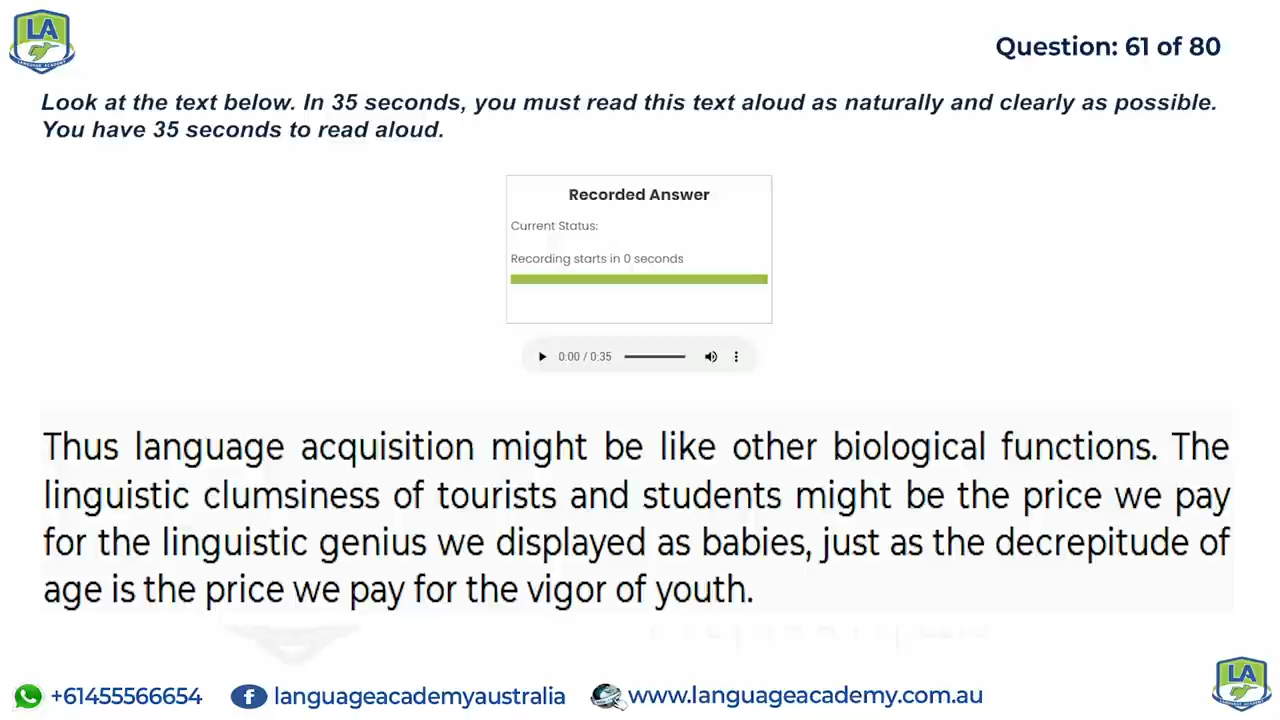 LA
LANGUAGE ACADEMY
Question: 61 of 80
Look at the text below. In 35 seconds, you must read this text aloud as naturally and clearly as possible.
You have 35 seconds to read aloud.
Recorded Answer
Current Status:
Recording starts in 0 seconds
0:00 / 0:35
Thus language acquisition might be like other biological functions. The
linguistic clumsiness of tourists and students might be the price we pay
for the linguistic genius we displayed as babies, just as the decrepitude of
age is the price we pay for the vigor of youth.
+61455566654
languageacademyaustralia
www.languageacademy.com.au
LA